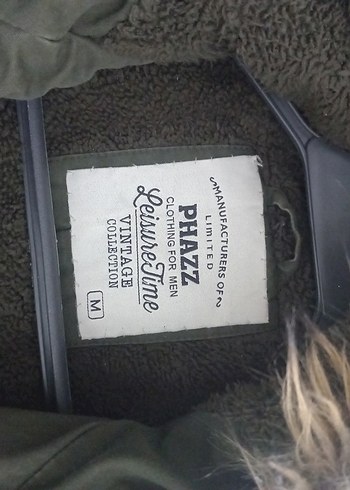 MANUFACTURERS OF
LIMITED
PHAZZ
CLOTHING FOR MEN
LeisureTime
VINTAGE
COLLECTION
M